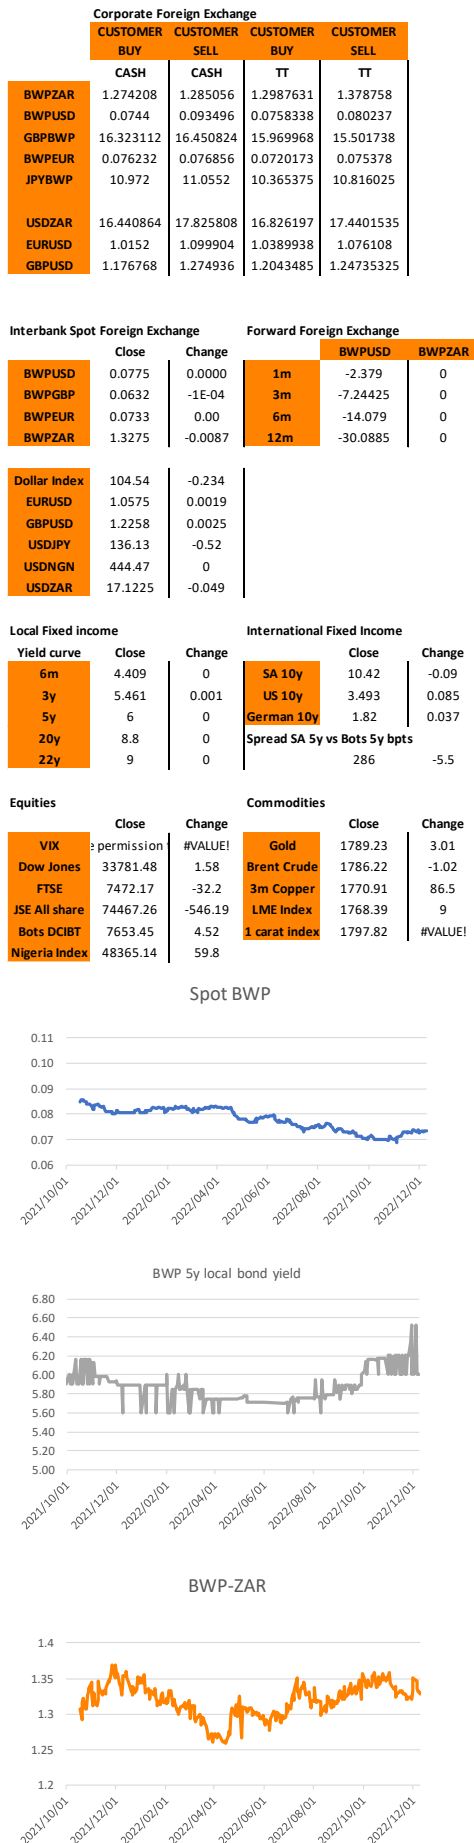 Corporate Foreign Exchange
CUSTOMER BUY CUSTOMER SELL CUSTOMER BUY CUSTOMER SELL
CASH CASH TT TT
BWPZAR 1.274208 1.285056 1.2987631 1.378758
BWPUSD 0.0744 0.093496 0.0758338 0.080237
GBPBWP 16.323112 16.450824 15.969968 15.501738
BWPEUR 0.076232 0.076856 0.0720173 0.075378
JPYBWP 10.972 11.0552 10.365375 10.816025
USDZAR 16.440864 17.825808 16.826197 17.4401535
EURUSD 1.0152 1.099904 1.0389938 1.076108
GBPUSD 1.176768 1.274936 1.2043485 1.24735325
Interbank Spot Foreign Exchange Forward Foreign Exchange
Close Change BWPUSD BWPZAR
BWPUSD 0.0775 0.0000 1m -2.379 0
BWPGBP 0.0632 -1E-04 3m -7.24425 0
BWPEUR 0.0733 0.00 6m -14.079 0
BWPZAR 1.3275 -0.0087 12m -30.0885 0
Dollar Index 104.54 -0.234
EURUSD 1.0575 0.0019
GBPUSD 1.2258 0.0025
USDJPY 136.13 -0.52
USDNGN 444.47 0
USDZAR 17.1225 -0.049
Local Fixed income International Fixed Income
Yield curve Close Change Close Change
6m 4.409 0 SA 10y 10.42 -0.09
3y 5.461 0.001 US 10y 3.493 0.085
5y 6 0 German 10y 1.82 0.037
20y 8.8 0 Spread SA 5y vs Bots 5y bpts
22y 9 0 286 -5.5
Equities Commodities
Close Change Close Change
VIX e permission #VALUE! Gold 1789.23 3.01
Dow Jones 33781.48 1.58 Brent Crude 1786.22 -1.02
FTSE 7472.17 -32.2 3m Copper 1770.91 86.5
JSE All share 74467.26 -546.19 LME Index 1768.39 9
Bots DCIBT 7653.45 4.52 1 carat index 1797.82 #VALUE!
Nigeria Index 48365.14 59.8
Spot BWP
0.11
0.10
0.09
0.08
0.07
0.06
2021/10/01 2021/12/01 2022/02/01 2022/04/01 2022/06/01 2022/08/01 2022/10/01 2022/12/01
BWP 5y local bond yield
6.80
6.60
6.40
6.20
6.00
5.80
5.60
5.40
5.20
5.00
2021/10/01 2021/12/01 2022/02/01 2022/04/01 2022/06/01 2022/08/01 2022/10/01 2022/12/01
BWP-ZAR
1.4
1.35
1.3
1.25
1.2
2021/10/01 2021/12/01 2022/02/01 2022/04/01 2022/06/01 2022/08/01 2022/10/01 2022/12/01